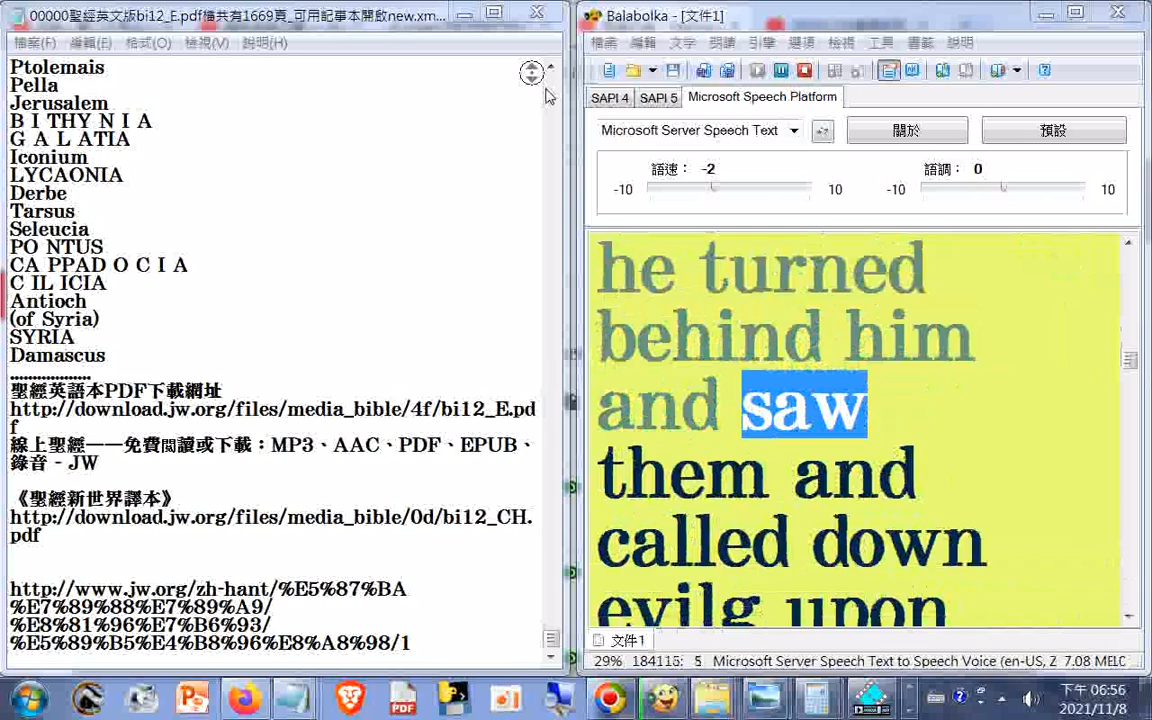 00000聖經英文版bi12_E.pdf檔共有1669頁_可用記事本開啟new.xm...
檔案(F) 編輯(E) 格式(O) 檢視(V) 說明(H)
Ptolemais
Pella
Jerusalem
B I THY N I A
G A L A T I A
Iconium
LYCAONIA
Derbe
Tarsus
Seleucia
PO NTUS
CA PPAD O C I A
C IL ICIA
Antioch
(of Syria)
SYRIA
Damascus
..................
聖經英語本PDF下載網址
http://download.jw.org/files/media_bible/4f/bi12_E.pd
f
線上聖經——免費閱讀或下載：MP3、AAC、PDF、EPUB、
錄音 - JW
《聖經新世界譯本》
http://download.jw.org/files/media_bible/0d/bi12_CH.
pdf
http://www.jw.org/zh-hant/%E5%87%BA
%E7%89%88%E7%89%A9/
%E8%81%96%E7%B6%93/
%E5%89%B5%E4%B8%96%E8%A8%98/1
Balabolka - [文件1]
檔案 編輯 文字 朗讀 引擎 選項 檢視 工具 書籤 說明
SAPI 4 SAPI 5 Microsoft Speech Platform
Microsoft Server Speech Text 關於 預設
語速： -2 語調： 0
-10 10 -10 10
he turned
behind him
and saw
them and
called down
evilg upon
文件1
29% 184115: 5 Microsoft Server Speech Text to Speech Voice (en-US, Z 7.08 MELC
PDF
下午 06:56
2021/11/8